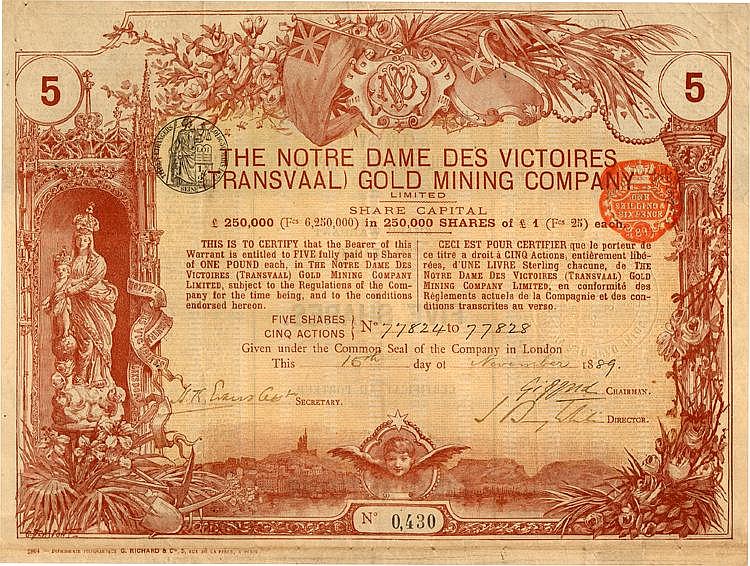 5
5
THE NOTRE DAME DES VICTOIRES
(TRANSVAAL) GOLD MINING COMPANY
LIMITED
ONE
SHILLING &
SIXPENCE
SHARE CAPITAL
£ 250,000 (Fcs 6,250,000) in 250,000 SHARES of £ 1 (Fcs 25) each.
THIS IS TO CERTIFY that the Bearer of this
Warrant is entitled to FIVE fully paid up Shares
of ONE POUND each, in THE NOTRE DAME DES
VICTOIRES (TRANSVAAL) GOLD MINING COMPANY
LIMITED, subject to the Regulations of the Com-
pany for the time being, and to the conditions
endorsed hereon.
CECI EST POUR CERTIFIER que le porteur de
ce titre a droit à CINQ Actions, entièrement libé-
rées, d'UNE LIVRE Sterling chacune, de THE
NOTRE DAME DES VICTOIRES (TRANSVAAL) GOLD
MINING COMPANY LIMITED, en conformité des
Réglements actuels de la Compagnie et des con-
ditions transcrites au verso.
FIVE SHARES
CINQ ACTIONS
No 77824 to 77828
Given under the Common Seal of the Company in London
This 16th day of November 1889.
SECRETARY.
CHAIRMAN.
DIRECTOR.
No 0,430
G. RICHARD & Cie, 5,